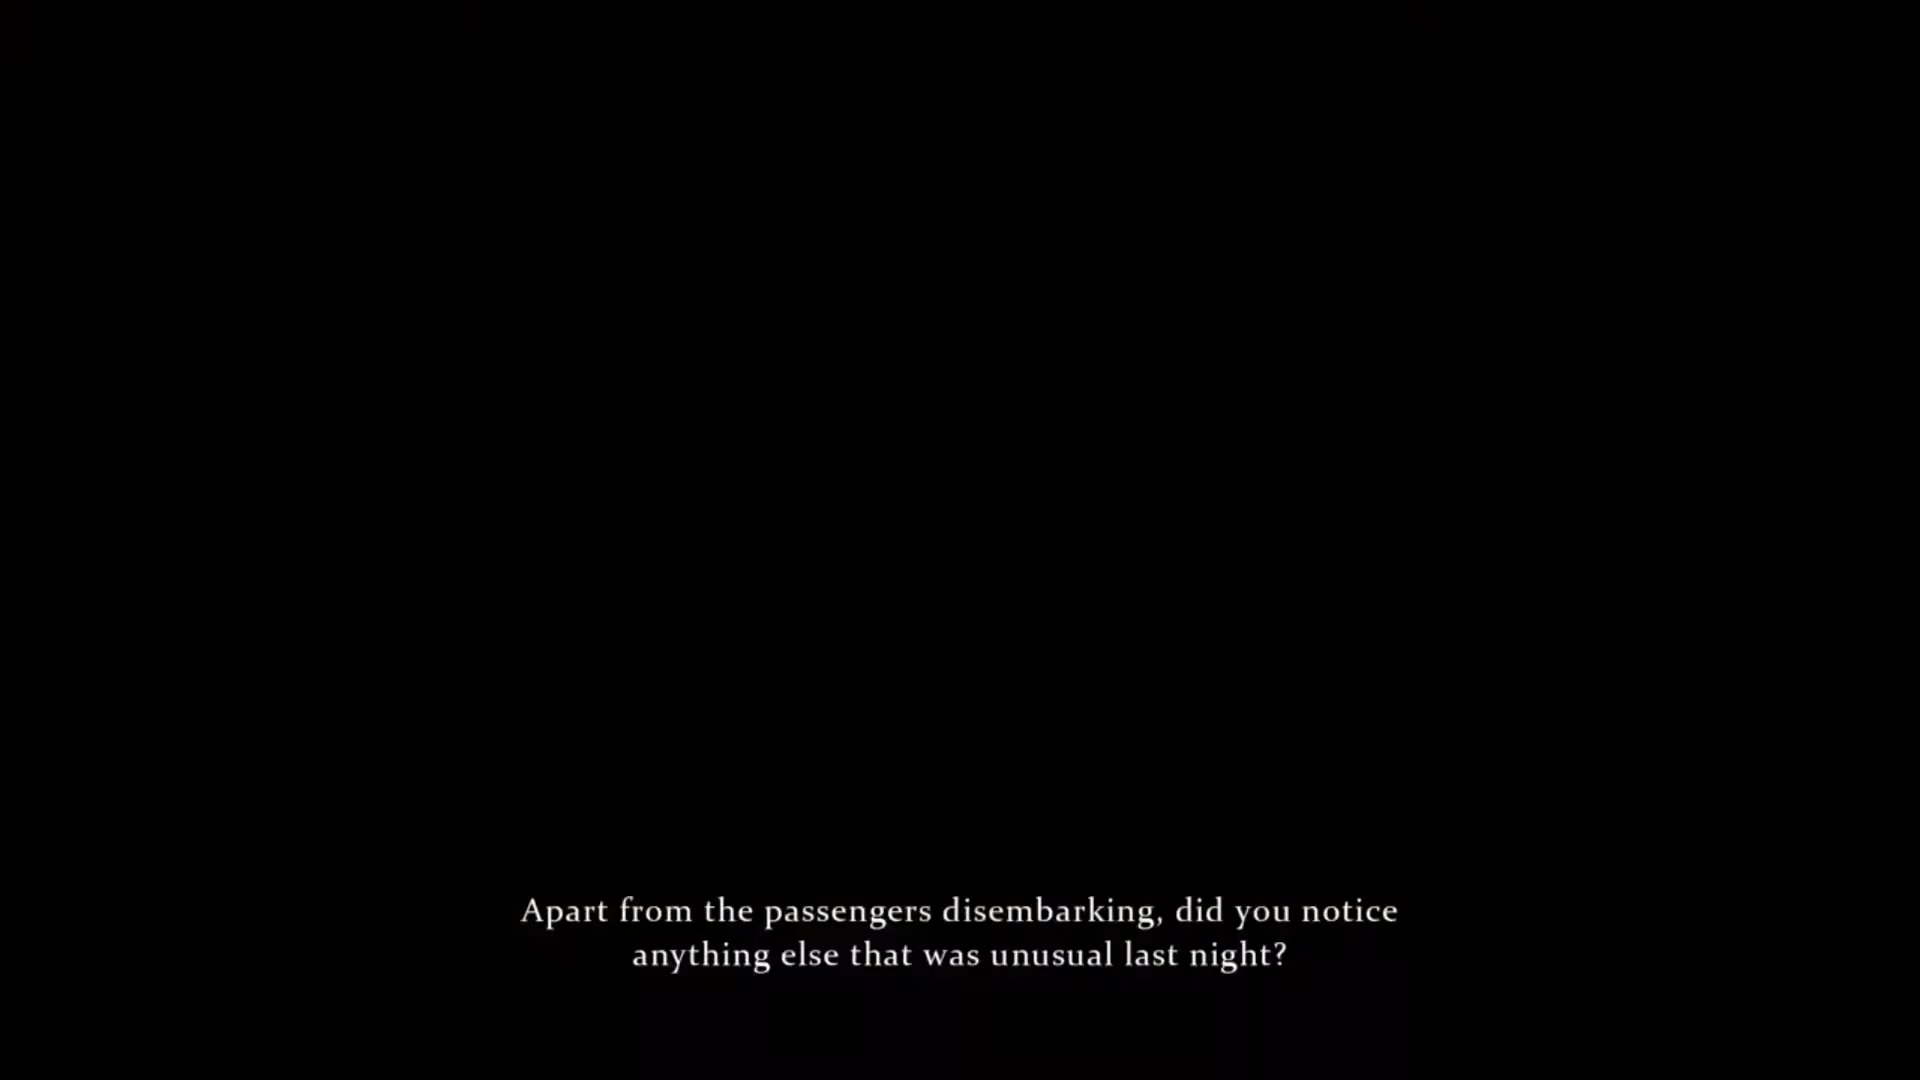 Apart from the passengers disembarking, did you notice
anything else that was unusual last night?